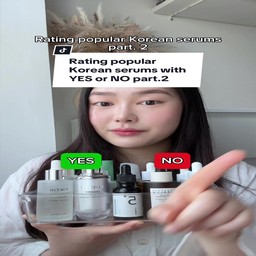 Rating popular Korean serums
part. 2
Rating popular
Korean serums with
YES or NO part.2
YES
NO